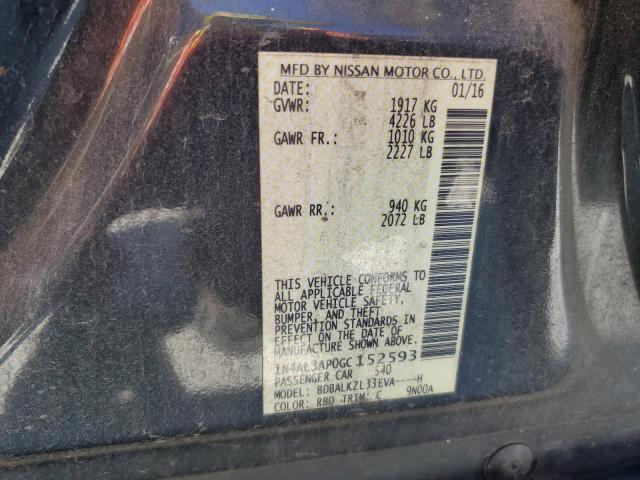 MFD BY NISSAN MOTOR CO., LTD.
DATE: 01/16
GVWR: 1917 KG
4226 LB
GAWR FR.: 1010 KG
2227 LB
GAWR RR.: 940 KG
2072 LB
THIS VEHICLE CONFORMS TO
ALL APPLICABLE FEDERAL
MOTOR VEHICLE SAFETY,
BUMPER, AND THEFT
PREVENTION STANDARDS
IN EFFECT ON THE DATE OF
MANUFACTURE SHOWN ABOVE.
1N4AL3AP0GC152593
PASSENGER CAR 540
MODEL: BDBALKZL33EVA----H
COLOR: RBD TRIM: C 9N00A